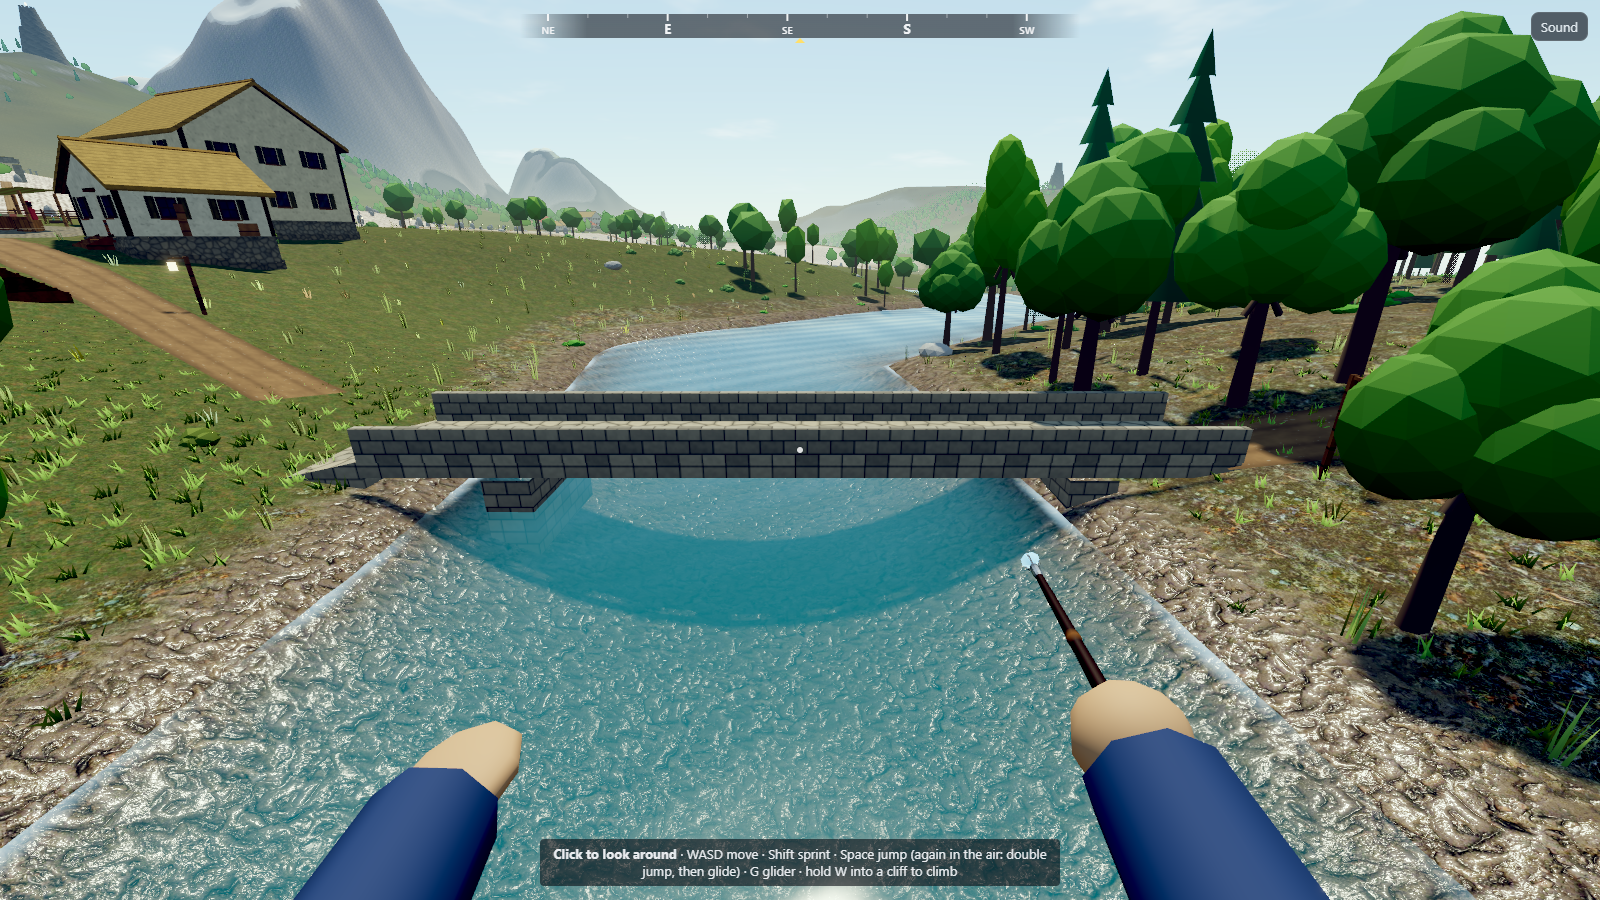 NE E SE S SW
Sound
Click to look around · WASD move · Shift sprint · Space jump (again in the air: double
jump, then glide) · G glider · hold W into a cliff to climb